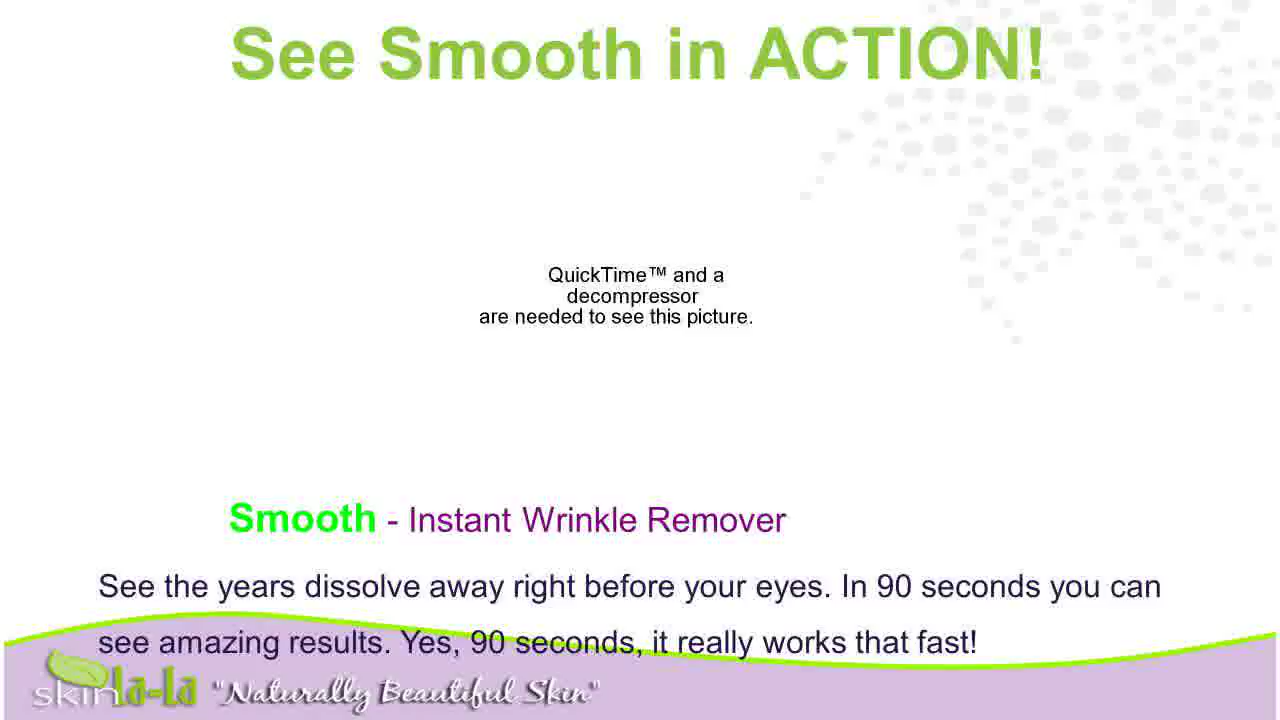 See Smooth in ACTION!
QuickTime™ and a
decompressor
are needed to see this picture.
Smooth - Instant Wrinkle Remover
See the years dissolve away right before your eyes. In 90 seconds you can
see amazing results. Yes, 90 seconds, it really works that fast!
skin la-la "Naturally Beautiful Skin"